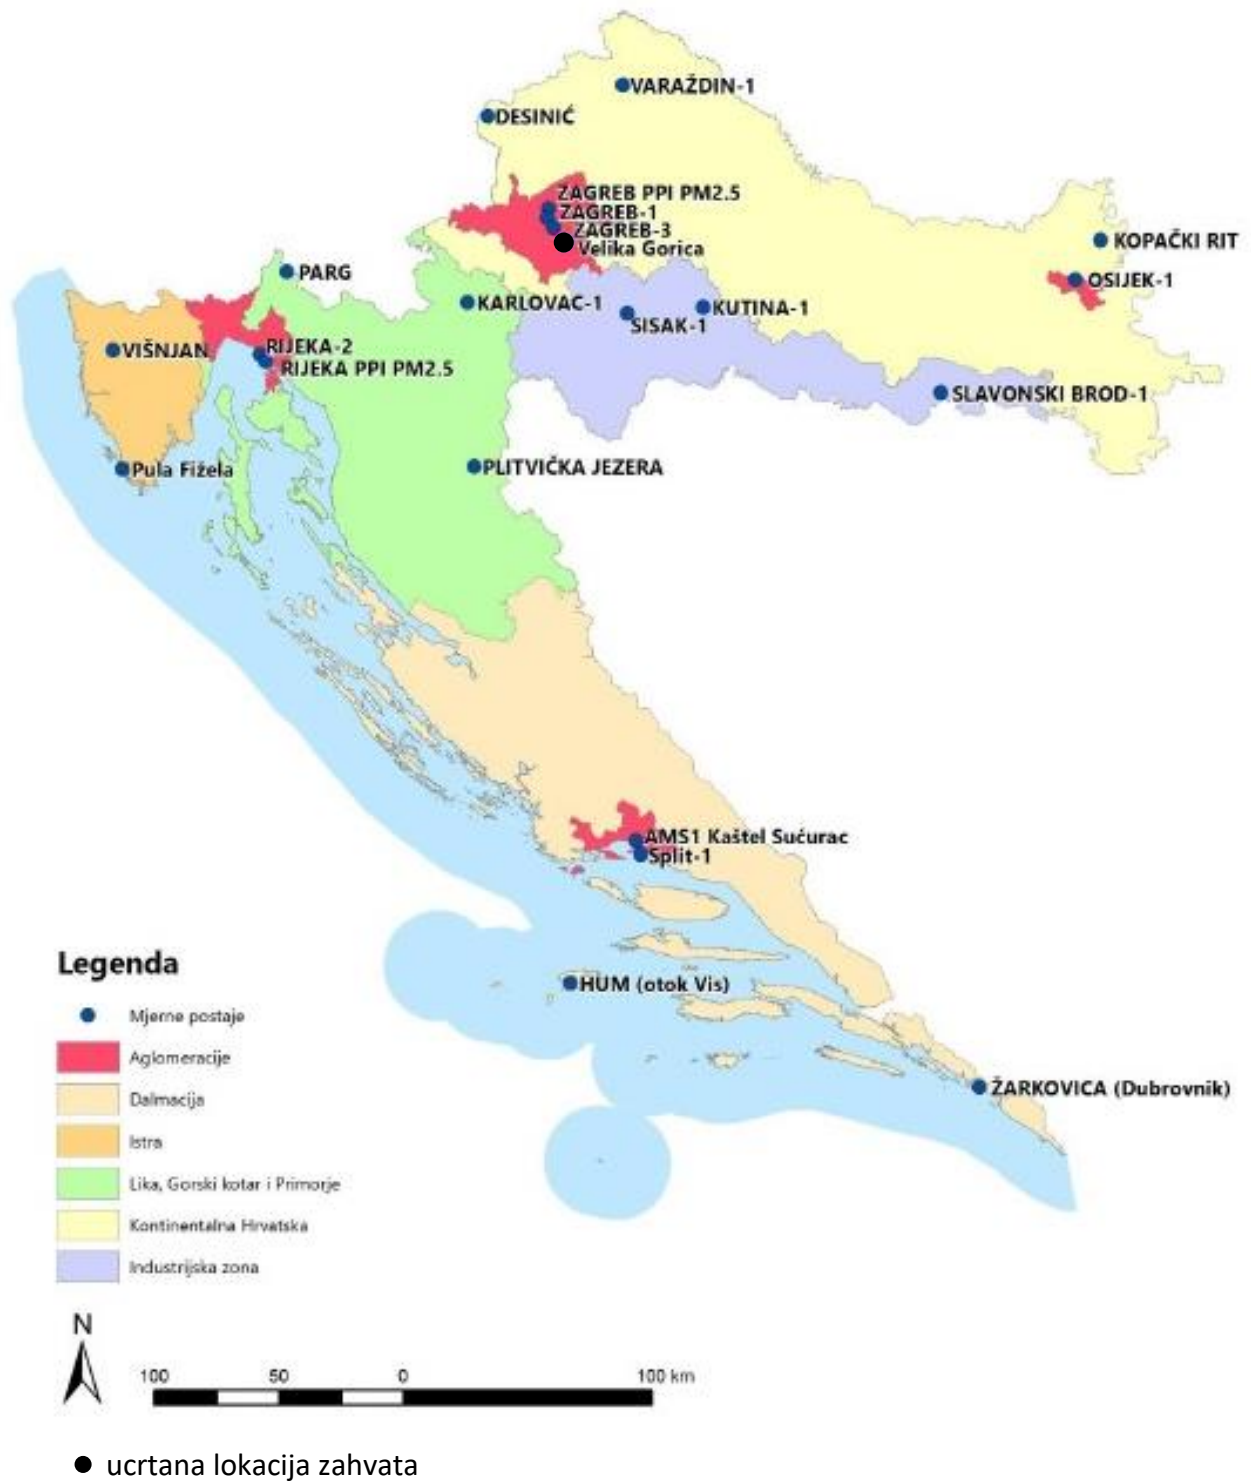 VARAŽDIN-1
DESINIĆ
ZAGREB PPI PM2.5
ZAGREB-1
ZAGREB-3
Velika Gorica
KOPAČKI RIT
PARG
OSIJEK-1
KARLOVAC-1
KUTINA-1
SISAK-1
VIŠNJAN
RIJEKA-2
RIJEKA PPI PM2.5
SLAVONSKI BROD-1
Pula Fižela
PLITVIČKA JEZERA
AMS1 Kaštel Sućurac
Split-1
Legenda
HUM (otok Vis)
Mjerne postaje
Aglomeracije
ŽARKOVICA (Dubrovnik)
Dalmacija
Istra
Lika, Gorski kotar i Primorje
Kontinentalna Hrvatska
Industrijska zona
N
100 50 0 100 km
ucrtana lokacija zahvata